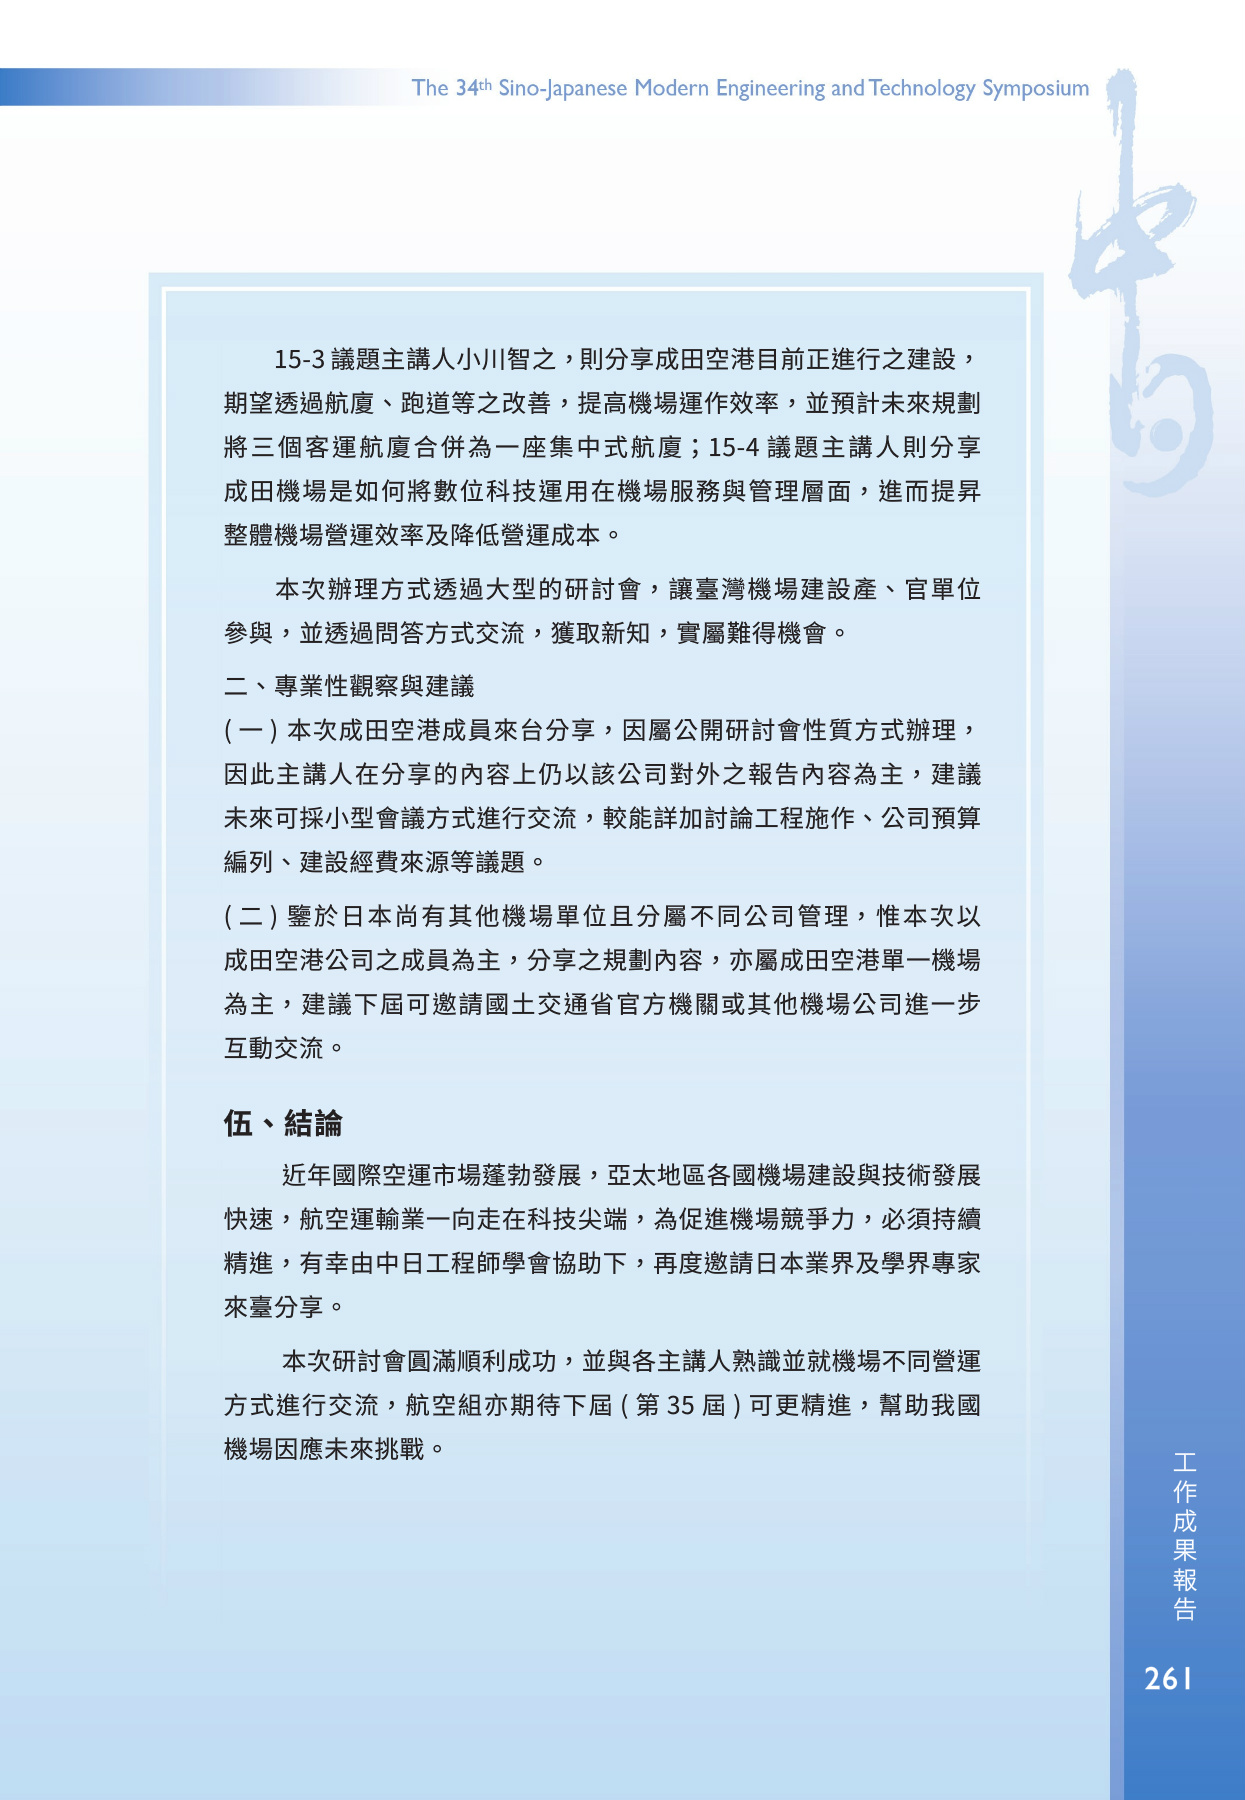 The 34th Sino-Japanese Modern Engineering and Technology Symposium
中日
15-3 議題主講人小川智之，則分享成田空港目前正進行之建設，
期望透過航廈、跑道等之改善，提高機場運作效率，並預計未來規劃
將三個客運航廈合併為一座集中式航廈；15-4 議題主講人則分享
成田機場是如何將數位科技運用在機場服務與管理層面，進而提昇
整體機場營運效率及降低營運成本。
本次辦理方式透過大型的研討會，讓臺灣機場建設產、官單位
參與，並透過問答方式交流，獲取新知，實屬難得機會。
二、專業性觀察與建議
( 一 ) 本次成田空港成員來台分享，因屬公開研討會性質方式辦理，
因此主講人在分享的內容上仍以該公司對外之報告內容為主，建議
未來可採小型會議方式進行交流，較能詳加討論工程施作、公司預算
編列、建設經費來源等議題。
( 二 ) 鑒於日本尚有其他機場單位且分屬不同公司管理，惟本次以
成田空港公司之成員為主，分享之規劃內容，亦屬成田空港單一機場
為主，建議下屆可邀請國土交通省官方機關或其他機場公司進一步
互動交流。
伍、結論
近年國際空運市場蓬勃發展，亞太地區各國機場建設與技術發展
快速，航空運輸業一向走在科技尖端，為促進機場競爭力，必須持續
精進，有幸由中日工程師學會協助下，再度邀請日本業界及學界專家
來臺分享。
本次研討會圓滿順利成功，並與各主講人熟識並就機場不同營運
方式進行交流，航空組亦期待下屆 ( 第 35 屆 ) 可更精進，幫助我國
機場因應未來挑戰。
工作成果報告
261